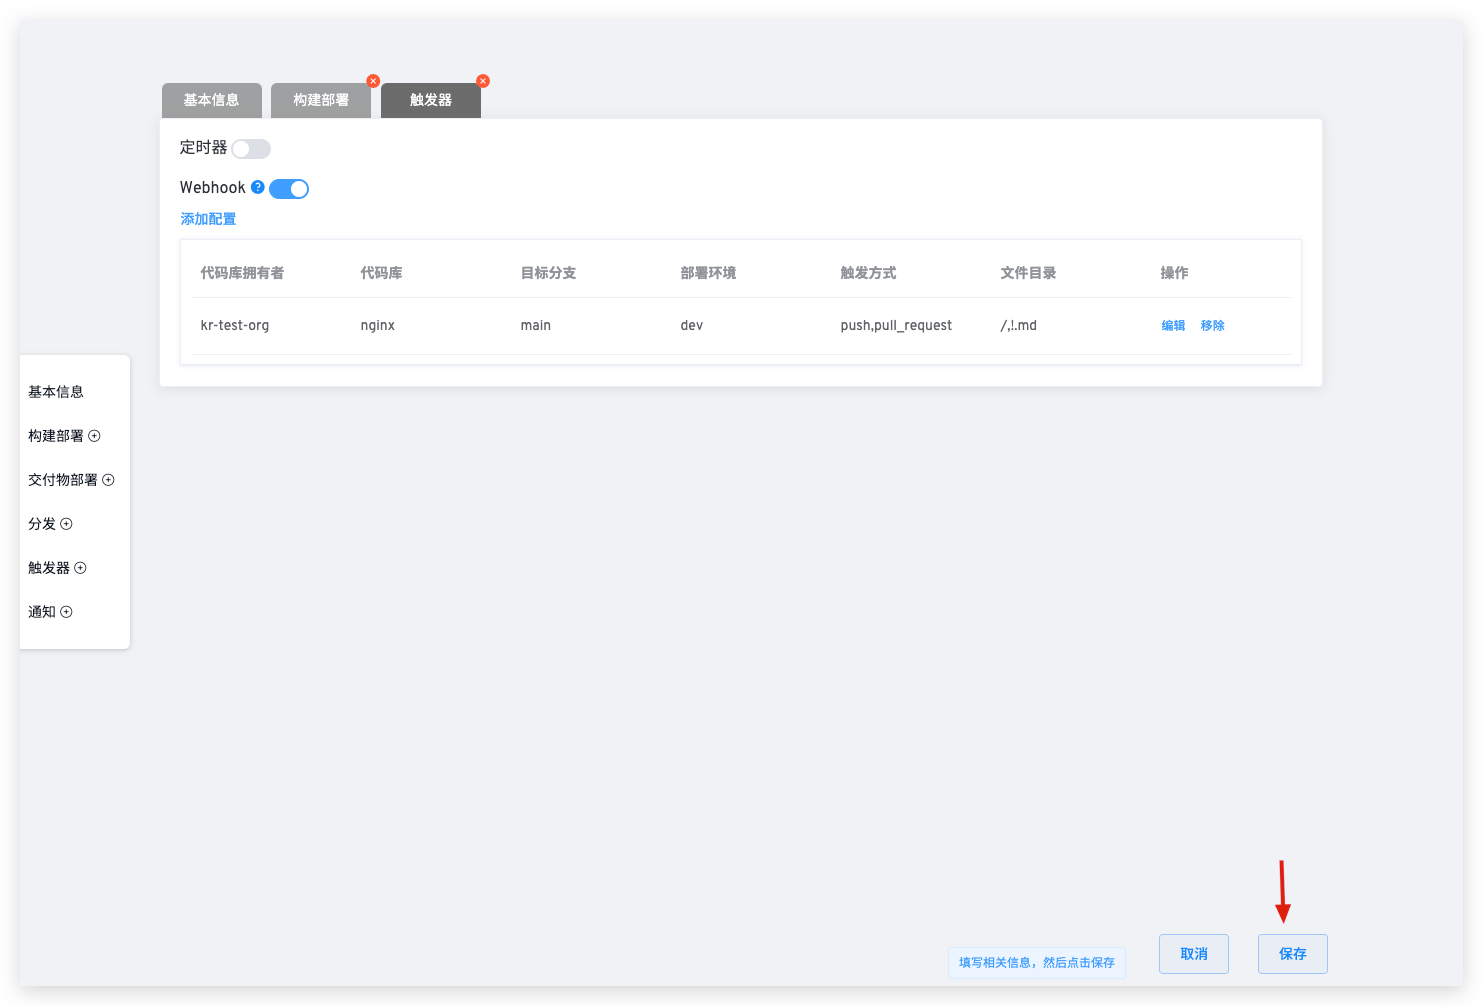 基本信息 构建部署 触发器
定时器
Webhook ?
添加配置
代码库拥有者 代码库 目标分支 部署环境 触发方式 文件目录 操作
kr-test-org nginx main dev push,pull_request /,!.md 编辑 移除
基本信息
构建部署
交付物部署
分发
触发器
通知
填写相关信息，然后点击保存 取消 保存